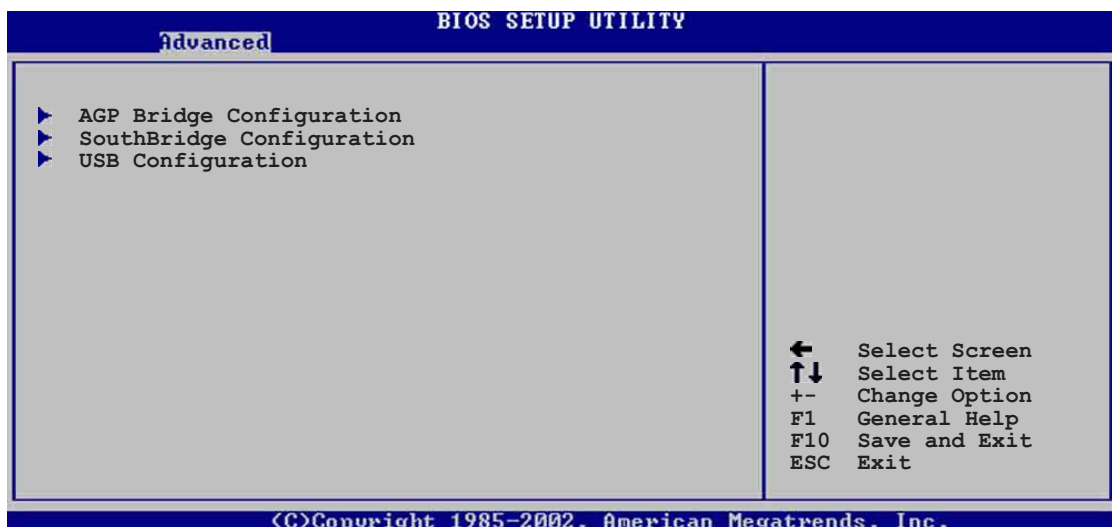 BIOS SETUP UTILITY
Advanced
AGP Bridge Configuration
SouthBridge Configuration
USB Configuration
← Select Screen
↑↓ Select Item
+- Change Option
F1 General Help
F10 Save and Exit
ESC Exit
(C)Copyright 1985-2002, American Megatrends, Inc.